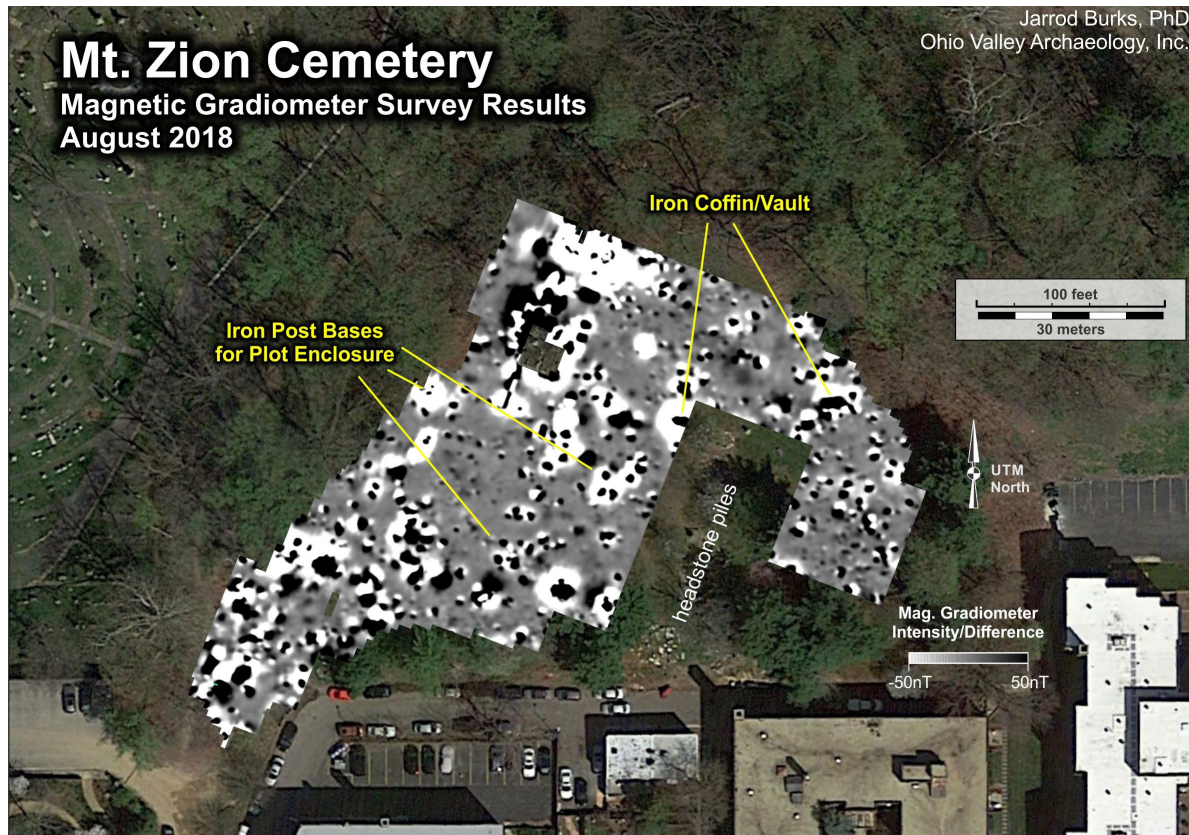 Mt. Zion Cemetery
Magnetic Gradiometer Survey Results
August 2018
Jarrod Burks, PhD
Ohio Valley Archaeology, Inc.
Iron Coffin/Vault
Iron Post Bases
for Plot Enclosure
100 feet
30 meters
UTM
North
headstone piles
Mag. Gradiometer
Intensity/Difference
-50nT
50nT